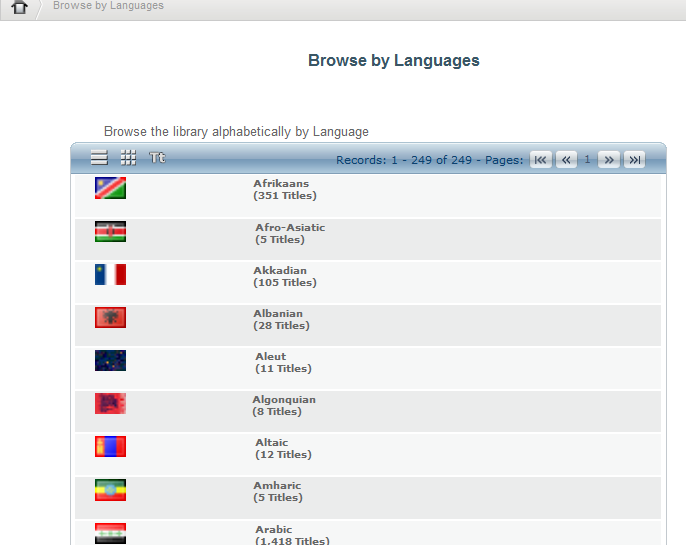 Browse by Languages
Browse by Languages
Browse the library alphabetically by Language
Tt Records: 1 - 249 of 249 - Pages: 1
Afrikaans
(351 Titles)
Afro-Asiatic
(5 Titles)
Akkadian
(105 Titles)
Albanian
(28 Titles)
Aleut
(11 Titles)
Algonquian
(8 Titles)
Altaic
(12 Titles)
Amharic
(5 Titles)
Arabic
(1,418 Titles)